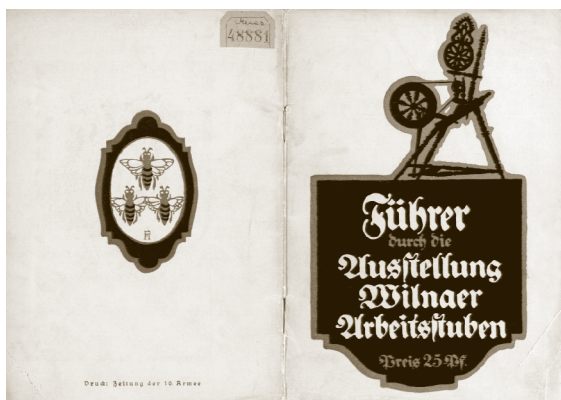 48881
Druck: Zeitung der 10. Armee
Führer
durch die
Ausstellung
Wilnaer
Arbeitsstuben
Preis 25 Pf.